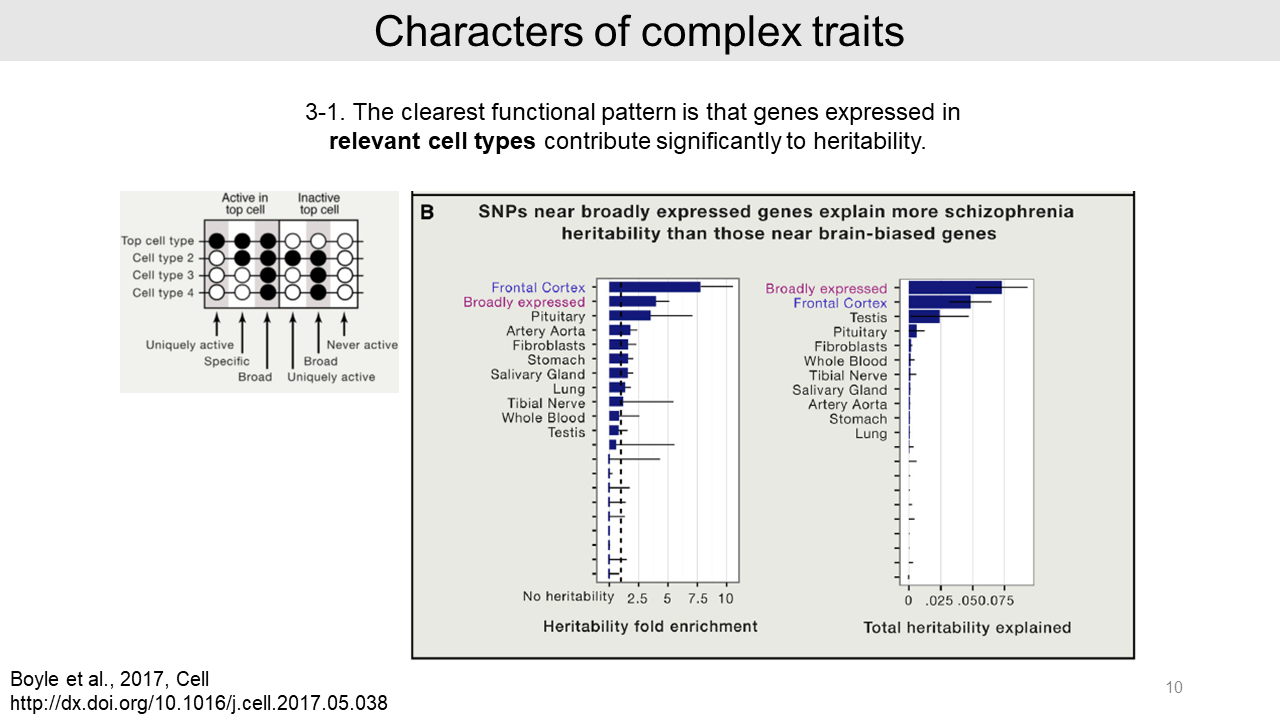 Characters of complex traits
3-1. The clearest functional pattern is that genes expressed in
relevant cell types contribute significantly to heritability.
Active in
top cell
Inactive
top cell
Top cell type
Cell type 2
Cell type 3
Cell type 4
Uniquely active
Never active
Specific
Broad
Broad
Uniquely active
B
SNPs near broadly expressed genes explain more schizophrenia
heritability than those near brain-biased genes
Frontal Cortex
Broadly expressed
Pituitary
Artery Aorta
Fibroblasts
Stomach
Salivary Gland
Lung
Tibial Nerve
Whole Blood
Testis
No heritability 2.5 5 7.5 10
Heritability fold enrichment
Broadly expressed
Frontal Cortex
Testis
Pituitary
Fibroblasts
Whole Blood
Tibial Nerve
Salivary Gland
Artery Aorta
Stomach
Lung
0 .025 .050.075
Total heritability explained
Boyle et al., 2017, Cell
http://dx.doi.org/10.1016/j.cell.2017.05.038
10